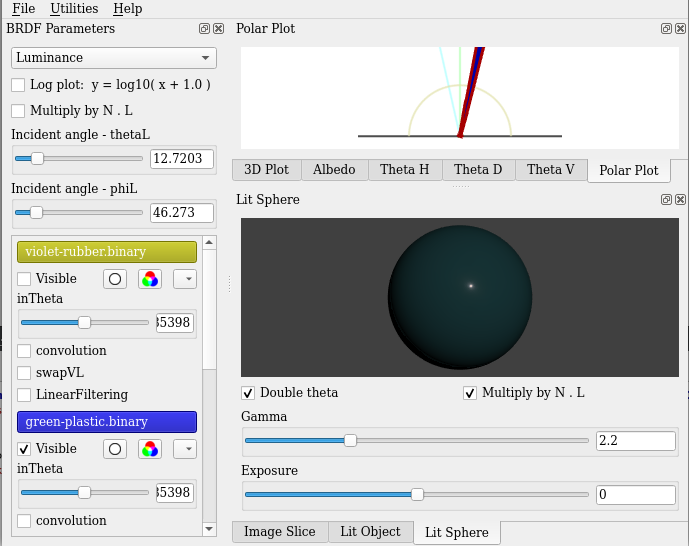 File Utilities Help
BRDF Parameters
Luminance
Log plot: y = log10( x + 1.0 )
Multiply by N . L
Incident angle - thetaL
12.7203
Incident angle - phiL
46.273
violet-rubber.binary
Visible
inTheta
35398
convolution
swapVL
LinearFiltering
green-plastic.binary
Visible
inTheta
35398
convolution
Polar Plot
3D Plot Albedo Theta H Theta D Theta V Polar Plot
Lit Sphere
Double theta Multiply by N . L
Gamma
2.2
Exposure
0
Image Slice Lit Object Lit Sphere